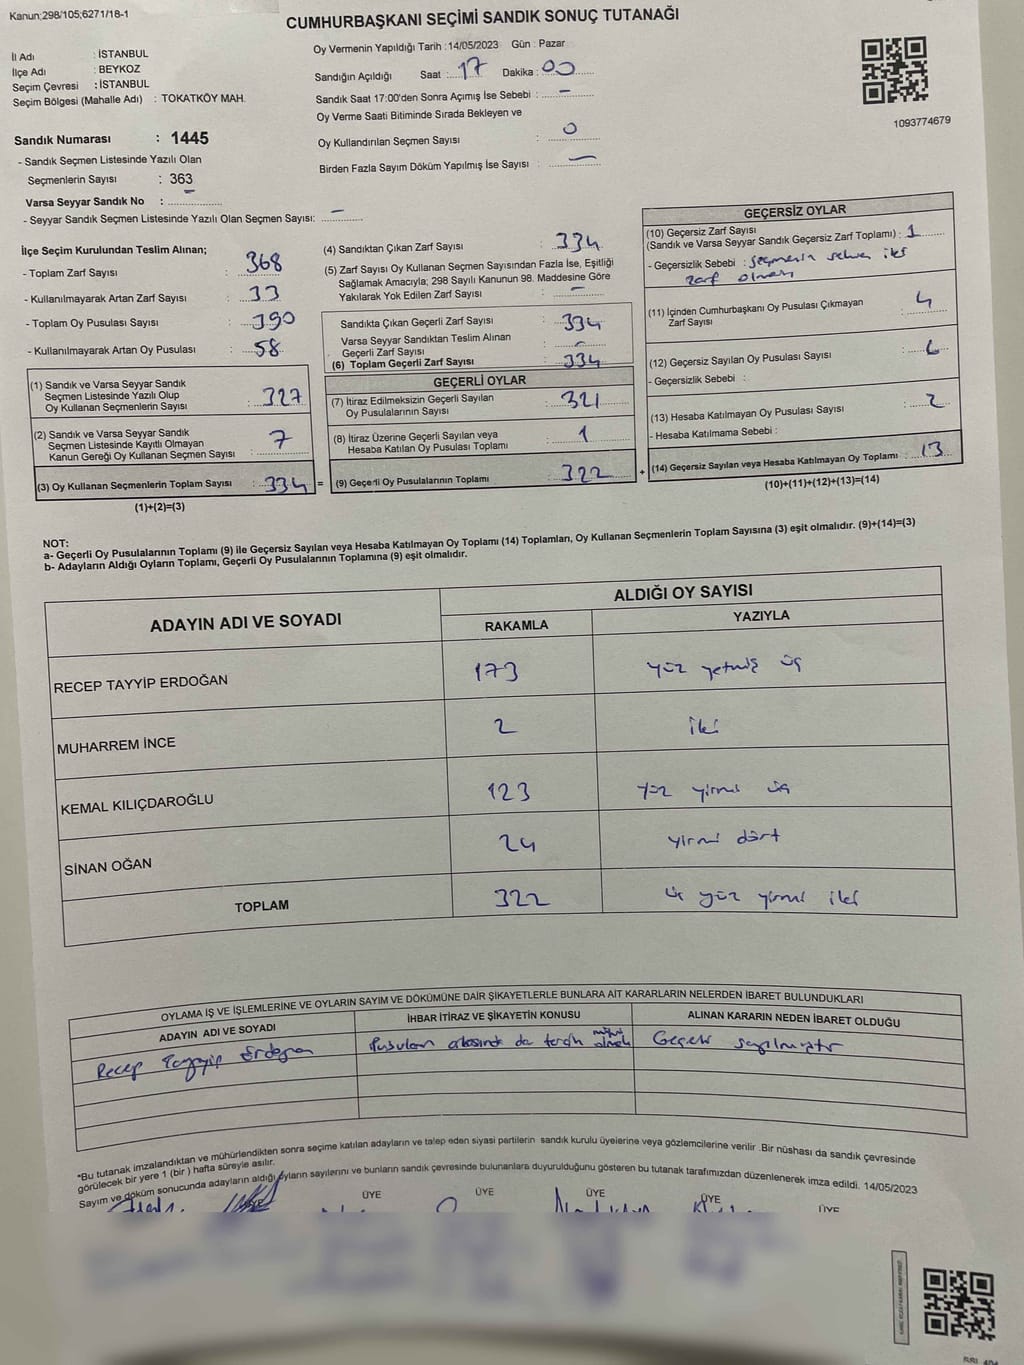 Kanun;298/105;6271/18-1
CUMHURBAŞKANI SEÇİMİ SANDIK SONUÇ TUTANAĞI
İl Adı : İSTANBUL
İlçe Adı : BEYKOZ
Seçim Çevresi : İSTANBUL
Seçim Bölgesi (Mahalle Adı) : TOKATKÖY MAH.
Sandık Numarası : 1445
- Sandık Seçmen Listesinde Yazılı Olan
Seçmenlerin Sayısı : 363
Varsa Seyyar Sandık No : -
- Seyyar Sandık Seçmen Listesinde Yazılı Olan Seçmen Sayısı: -
Oy Vermenin Yapıldığı Tarih : 14/05/2023 Gün : Pazar
Sandığın Açıldığı Saat : 17 Dakika : 00
Sandık Saat 17:00'den Sonra Açımış İse Sebebi : -
Oy Verme Saati Bitiminde Sırada Bekleyen ve
Oy Kullandırılan Seçmen Sayısı : 0
Birden Fazla Sayım Döküm Yapılmış İse Sayısı : -
1093774679
İlçe Seçim Kurulundan Teslim Alınan;
- Toplam Zarf Sayısı : 368
- Kullanılmayarak Artan Zarf Sayısı : 33
- Toplam Oy Pusulası Sayısı : 390
- Kullanılmayarak Artan Oy Pusulası : 58
(1) Sandık ve Varsa Seyyar Sandık
Seçmen Listesinde Yazılı Olup
Oy Kullanan Seçmenlerin Sayısı : 327
(2) Sandık ve Varsa Seyyar Sandık
Seçmen Listesinde Kayıtlı Olmayan
Kanun Gereği Oy Kullanan Seçmen Sayısı : 7
(3) Oy Kullanan Seçmenlerin Toplam Sayısı : 334
(1)+(2)=(3)
(4) Sandıktan Çıkan Zarf Sayısı : 334
(5) Zarf Sayısı Oy Kullanan Seçmen Sayısından Fazla İse, Eşitliği
Sağlamak Amacıyla; 298 Sayılı Kanunun 98. Maddesine Göre
Yakılarak Yok Edilen Zarf Sayısı : -
Sandıkta Çıkan Geçerli Zarf Sayısı : 334
Varsa Seyyar Sandıktan Teslim Alınan
Geçerli Zarf Sayısı : -
(6) Toplam Geçerli Zarf Sayısı : 334
GEÇERLİ OYLAR
(7) İtiraz Edilmeksizin Geçerli Sayılan
Oy Pusulalarının Sayısı : 321
(8) İtiraz Üzerine Geçerli Sayılan veya
Hesaba Katılan Oy Pusulası Toplamı : 1
= (9) Geçerli Oy Pusulalarının Toplamı : 322
GEÇERSİZ OYLAR
(10) Geçersiz Zarf Sayısı
(Sandık ve Varsa Seyyar Sandık Geçersiz Zarf Toplamı) : 1
- Geçersizlik Sebebi : seçmenin sehven iki
zarf olması
(11) İçinden Cumhurbaşkanı Oy Pusulası Çıkmayan
Zarf Sayısı : 4
(12) Geçersiz Sayılan Oy Pusulası Sayısı : 6
- Geçersizlik Sebebi :
(13) Hesaba Katılmayan Oy Pusulası Sayısı : 2
- Hesaba Katılmama Sebebi :
+ (14) Geçersiz Sayılan veya Hesaba Katılmayan Oy Toplamı : 13
(10)+(11)+(12)+(13)=(14)
NOT:
a- Geçerli Oy Pusulalarının Toplamı (9) ile Geçersiz Sayılan veya Hesaba Katılmayan Oy Toplamı (14) Toplamları, Oy Kullanan Seçmenlerin Toplam Sayısına (3) eşit olmalıdır. (9)+(14)=(3)
b- Adayların Aldığı Oyların Toplamı, Geçerli Oy Pusulalarının Toplamına (9) eşit olmalıdır.
ADAYIN ADI VE SOYADI
ALDIĞI OY SAYISI
RAKAMLA YAZIYLA
RECEP TAYYİP ERDOĞAN 173 yüz yetmiş üç
MUHARREM İNCE 2 iki
KEMAL KILIÇDAROĞLU 123 yüz yirmi üç
SİNAN OĞAN 24 yirmi dört
TOPLAM 322 üç yüz yirmi iki
OYLAMA İŞ VE İŞLEMLERİNE VE OYLARIN SAYIM VE DÖKÜMÜNE DAİR ŞİKAYETLERLE BUNLARA AİT KARARLARIN NELERDEN İBARET BULUNDUKLARI
ADAYIN ADI VE SOYADI İHBAR İTİRAZ VE ŞİKAYETİN KONUSU ALINAN KARARIN NEDEN İBARET OLDUĞU
Recep Tayyip Erdoğan Pusulanın arkasında da tercih mührü olmak Geçerli sayılmıştır
*Bu tutanak imzalandıktan ve mühürlendikten sonra seçime katılan adayların ve talep eden siyasi partilerin sandık kurulu üyelerine veya gözlemcilerine verilir .Bir nüshası da sandık çevresinde
görülecek bir yere 1 (bir ) hafta süreyle asılır.
Sayım ve döküm sonucunda adayların aldığı oyların sayılarını ve bunların sandık çevresinde bulunanlara duyurulduğunu gösteren bu tutanak tarafımızdan düzenlenerek imza edildi. 14/05/2023
ÜYE ÜYE ÜYE ÜYE ÜYE